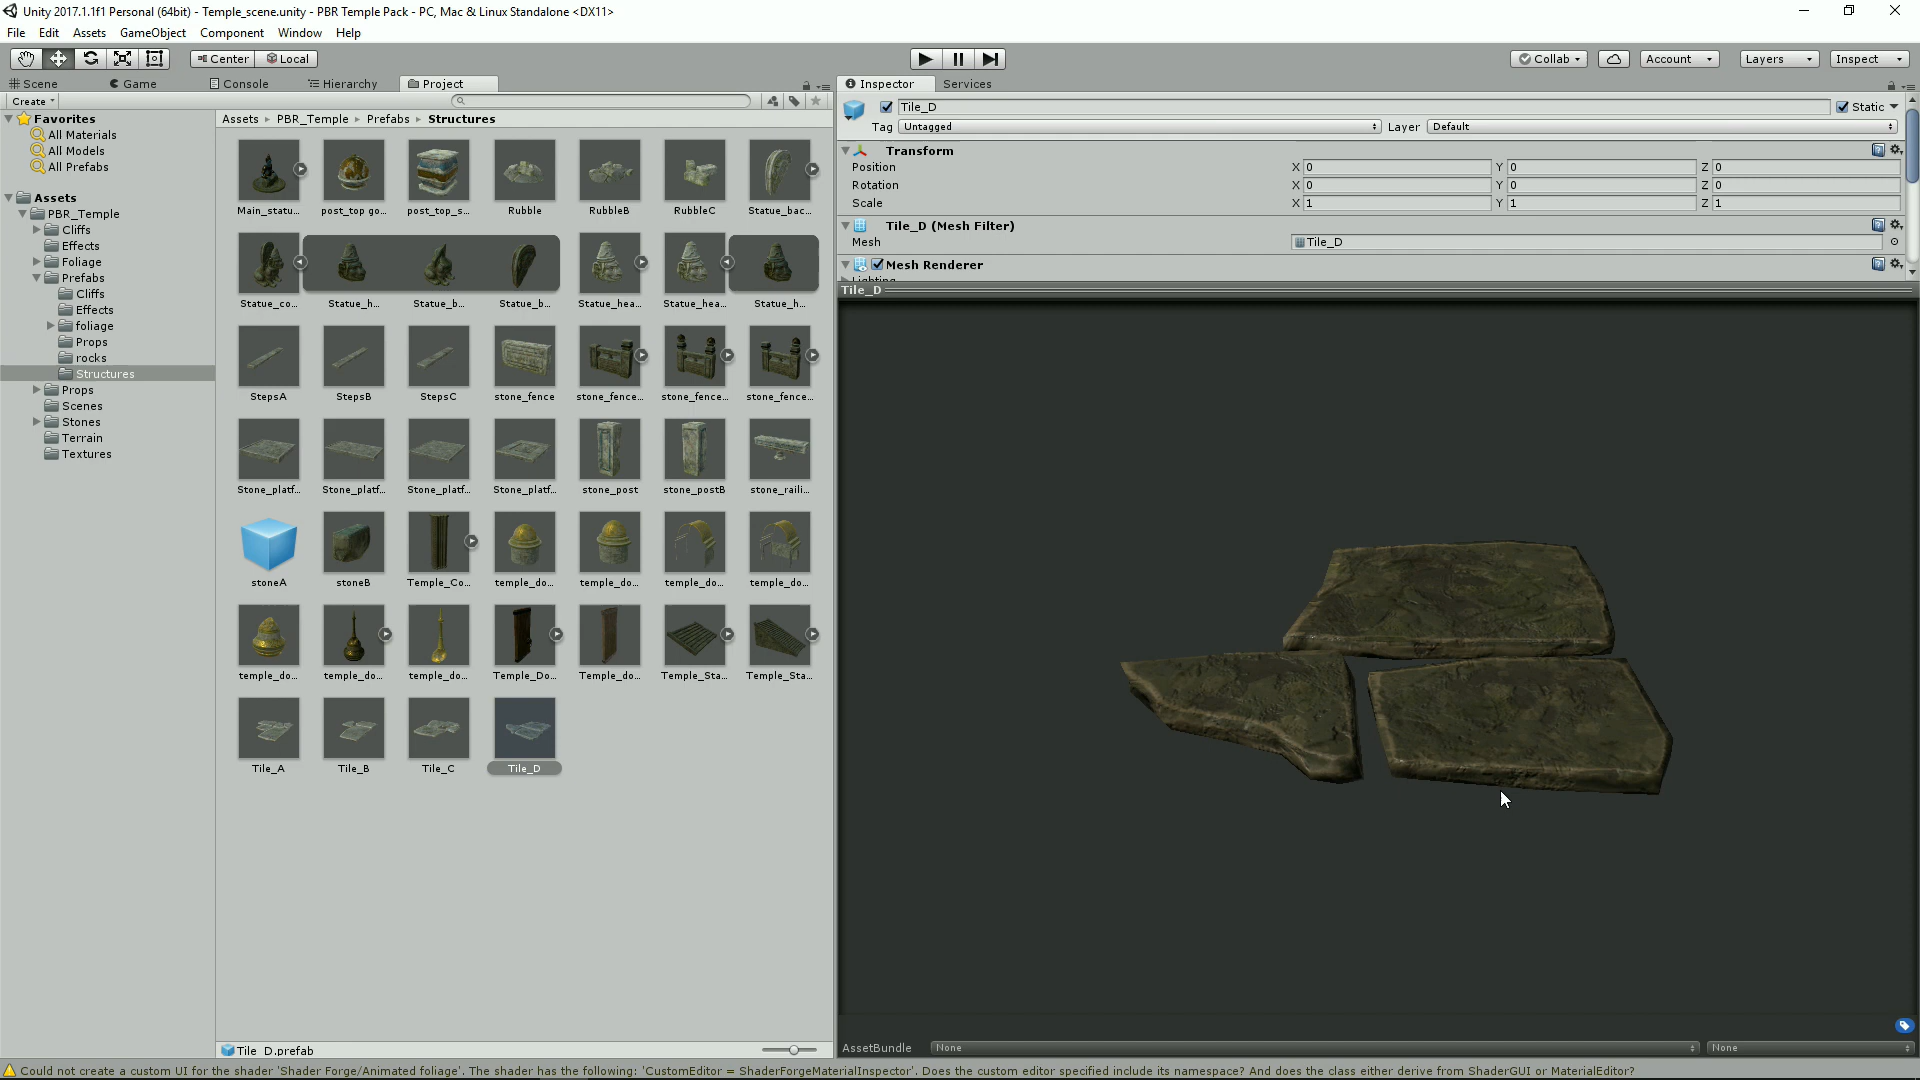 Unity 2017.1.1f1 Personal (64bit) - Temple_scene.unity - PBR Temple Pack - PC, Mac & Linux Standalone <DX11>
File Edit Assets GameObject Component Window Help
Center Local Collab Account Layers Inspect
Scene Game Console Hierarchy Project Inspector Services
Create
Favorites
All Materials
All Models
All Prefabs
Assets
PBR_Temple
Cliffs
Effects
Foliage
Prefabs
Cliffs
Effects
foliage
Props
rocks
Structures
Props
Scenes
Stones
Terrain
Textures
Assets PBR_Temple Prefabs Structures
Main_statu... post_top go... post_top_s... Rubble RubbleB RubbleC Statue_bac...
Statue_co... Statue_h... Statue_b... Statue_b... Statue_hea... Statue_hea... Statue_h...
StepsA StepsB StepsC stone_fence stone_fence... stone_fence... stone_fence...
Stone_platf... Stone_platf... Stone_platf... Stone_platf... stone_post stone_postB stone_raili...
stoneA stoneB Temple_Co... temple_do... temple_do... temple_do... temple_do...
temple_do... temple_do... temple_do... Temple_Do... Temple_do... Temple_Sta... Temple_Sta...
Tile_A Tile_B Tile_C Tile_D
Tile_D.prefab
Tile_D Static
Tag Untagged Layer Default
Transform
Position X 0 Y 0 Z 0
Rotation X 0 Y 0 Z 0
Scale X 1 Y 1 Z 1
Tile_D (Mesh Filter)
Mesh Tile_D
Mesh Renderer
Lighting
Tile_D
AssetBundle None None
Could not create a custom UI for the shader 'Shader Forge/Animated foliage'. The shader has the following: 'CustomEditor = ShaderForgeMaterialInspector'. Does the custom editor specified include its namespace? And does the class either derive from ShaderGUI or MaterialEditor?